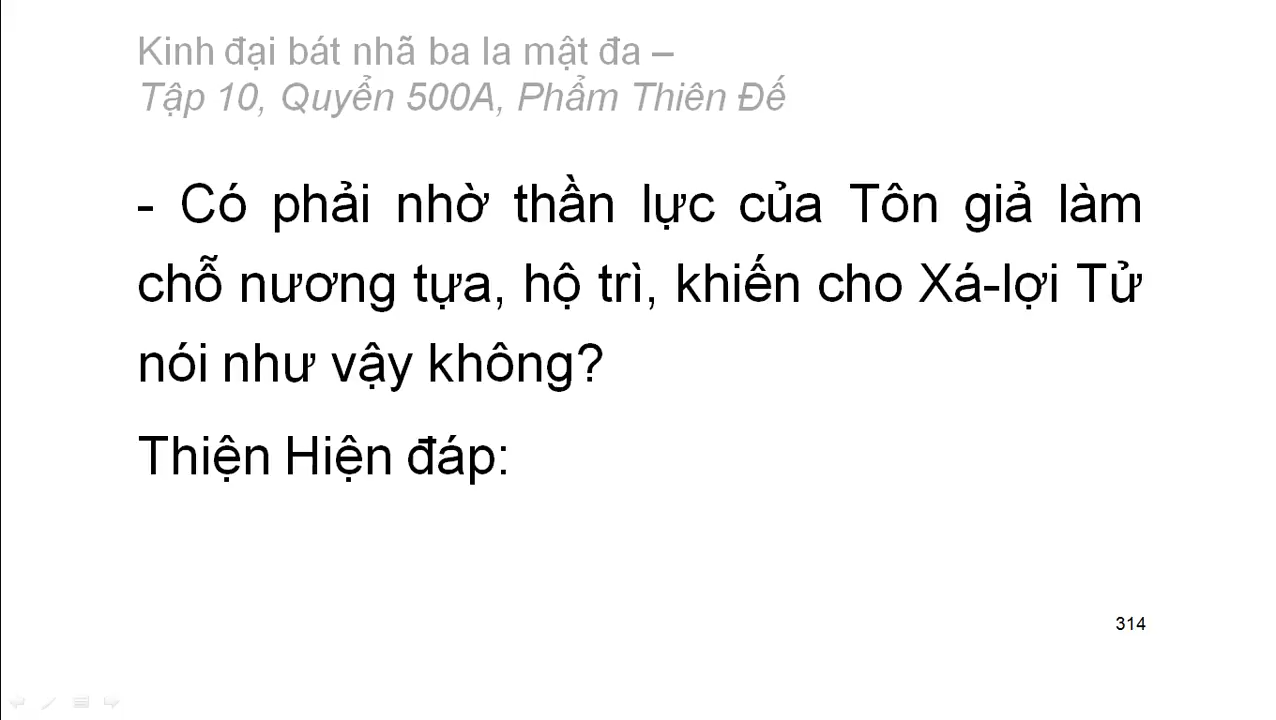 Kinh đại bát nhã ba la mật đa –
Tập 10, Quyển 500A, Phẩm Thiên Đế
- Có phải nhờ thần lực của Tôn giả làm
chỗ nương tựa, hộ trì, khiến cho Xá-lợi Tử
nói như vậy không?
Thiện Hiện đáp:
314